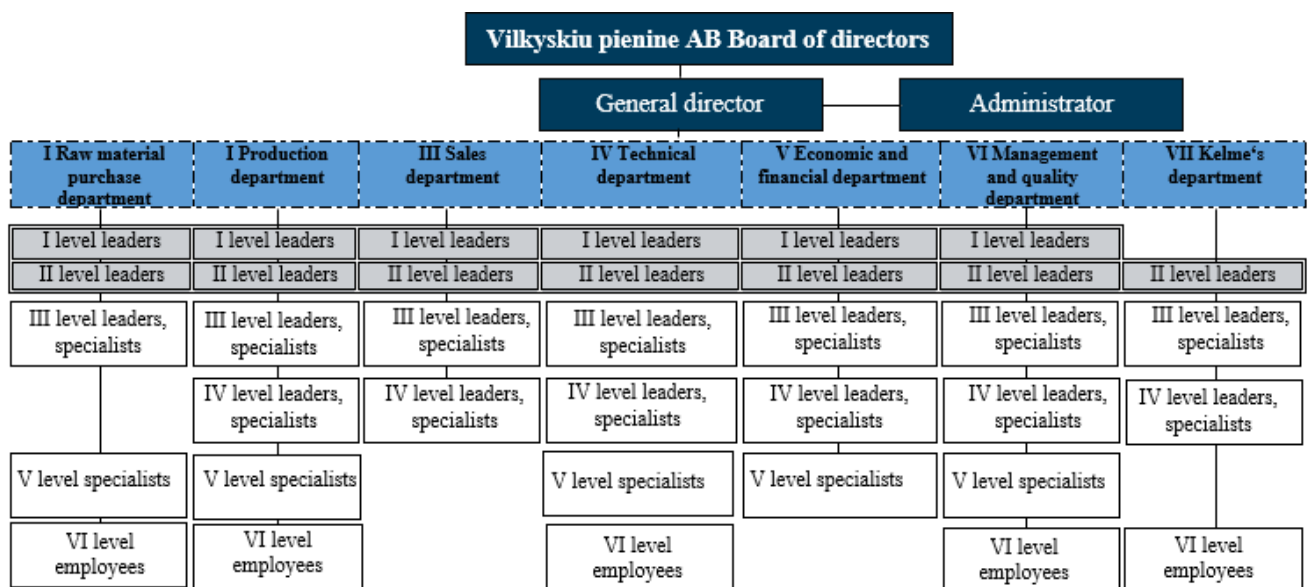 Vilkyskiu pienine AB Board of directors
General director
Administrator
I Raw material
purchase
department
I Production
department
III Sales
department
IV Technical
department
V Economic and
financial department
VI Management
and quality
department
VII Kelme‘s
department
I level leaders
I level leaders
I level leaders
I level leaders
I level leaders
I level leaders
II level leaders
II level leaders
II level leaders
II level leaders
II level leaders
II level leaders
II level leaders
III level leaders,
specialists
III level leaders,
specialists
III level leaders,
specialists
III level leaders,
specialists
III level leaders,
specialists
III level leaders,
specialists
III level leaders,
specialists
IV level leaders,
specialists
IV level leaders,
specialists
IV level leaders,
specialists
IV level leaders,
specialists
IV level leaders,
specialists
IV level leaders,
specialists
V level specialists
V level specialists
V level specialists
V level specialists
V level specialists
VI level
employees
VI level
employees
VI level
employees
VI level
employees
VI level
employees